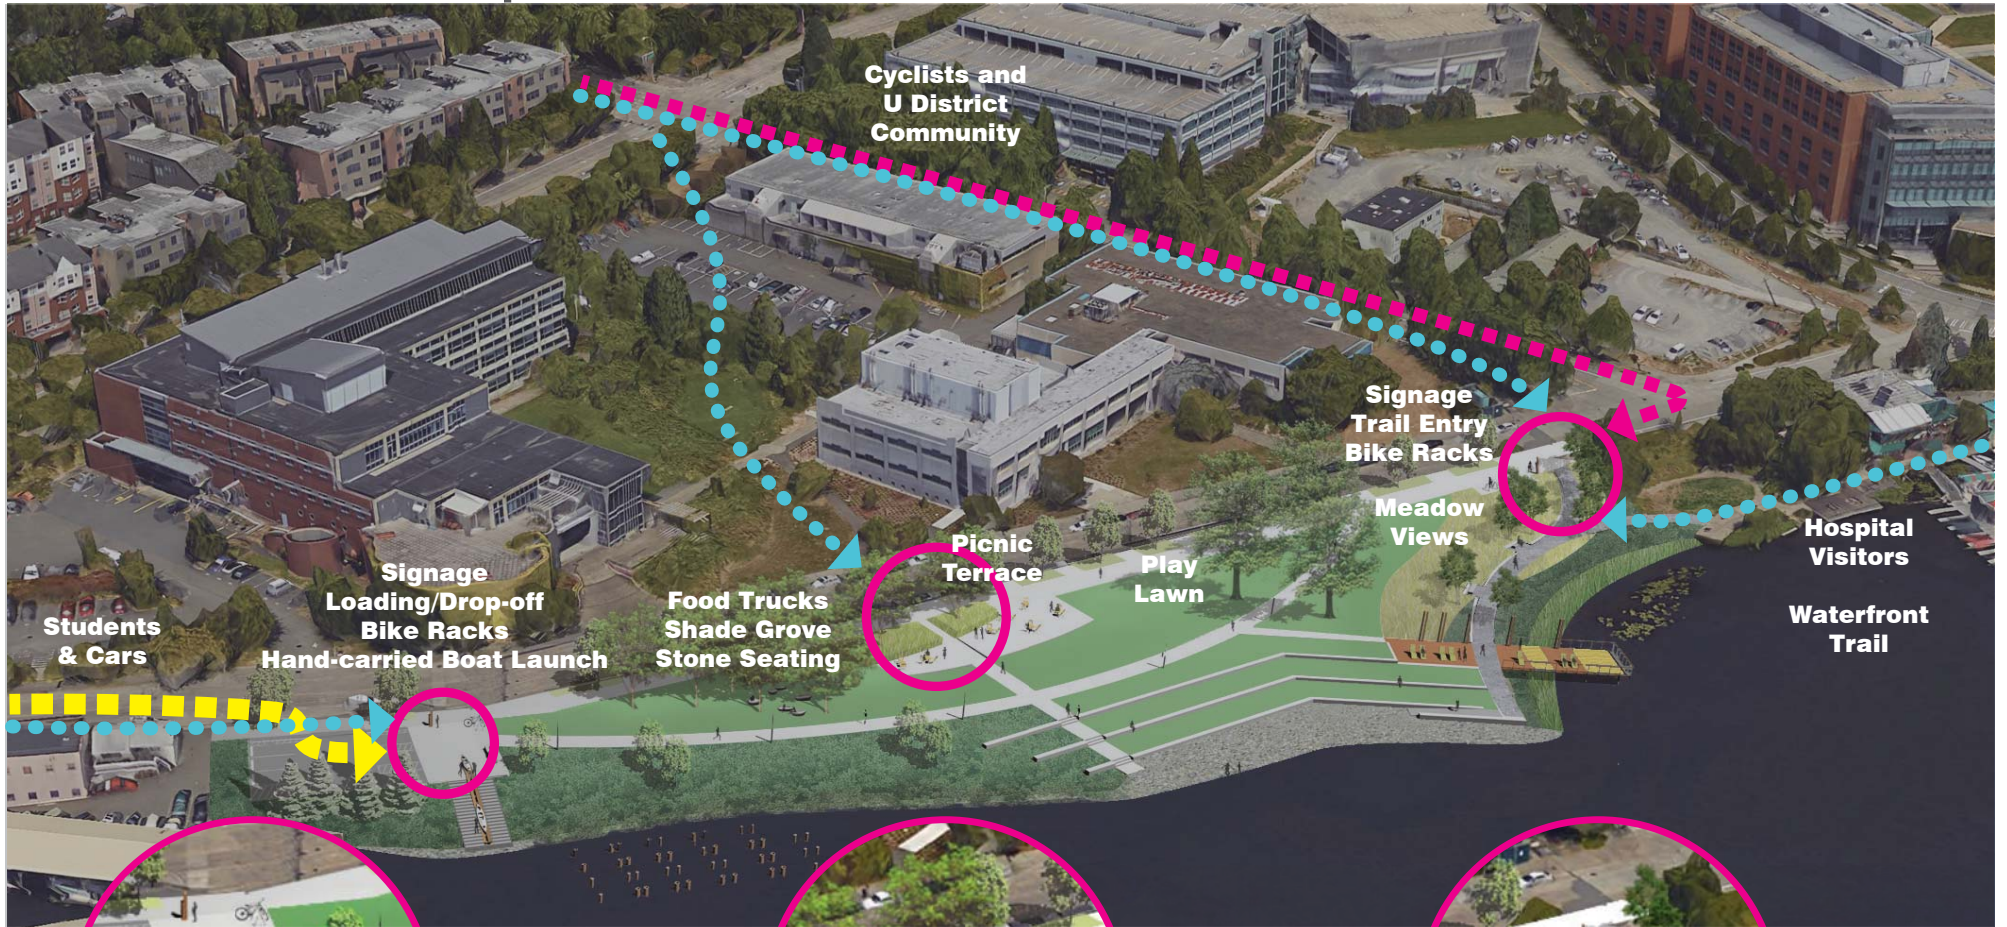 Cyclists and
U District
Community
Signage
Trail Entry
Bike Racks
Meadow
Views
Hospital
Visitors
Waterfront
Trail
Picnic
Terrace
Play
Lawn
Signage
Loading/Drop-off
Bike Racks
Hand-carried Boat Launch
Food Trucks
Shade Grove
Stone Seating
Students
& Cars